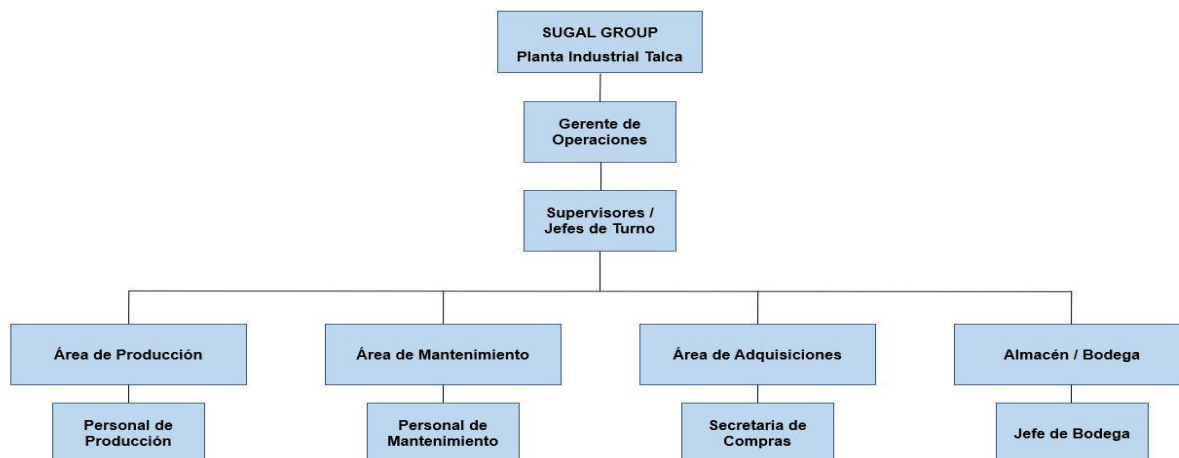 SUGAL GROUP
Planta Industrial Talca
Gerente de
Operaciones
Supervisores /
Jefes de Turno
Área de Producción
Área de Mantenimiento
Área de Adquisiciones
Almacén / Bodega
Personal de
Producción
Personal de
Mantenimiento
Secretaria de
Compras
Jefe de Bodega